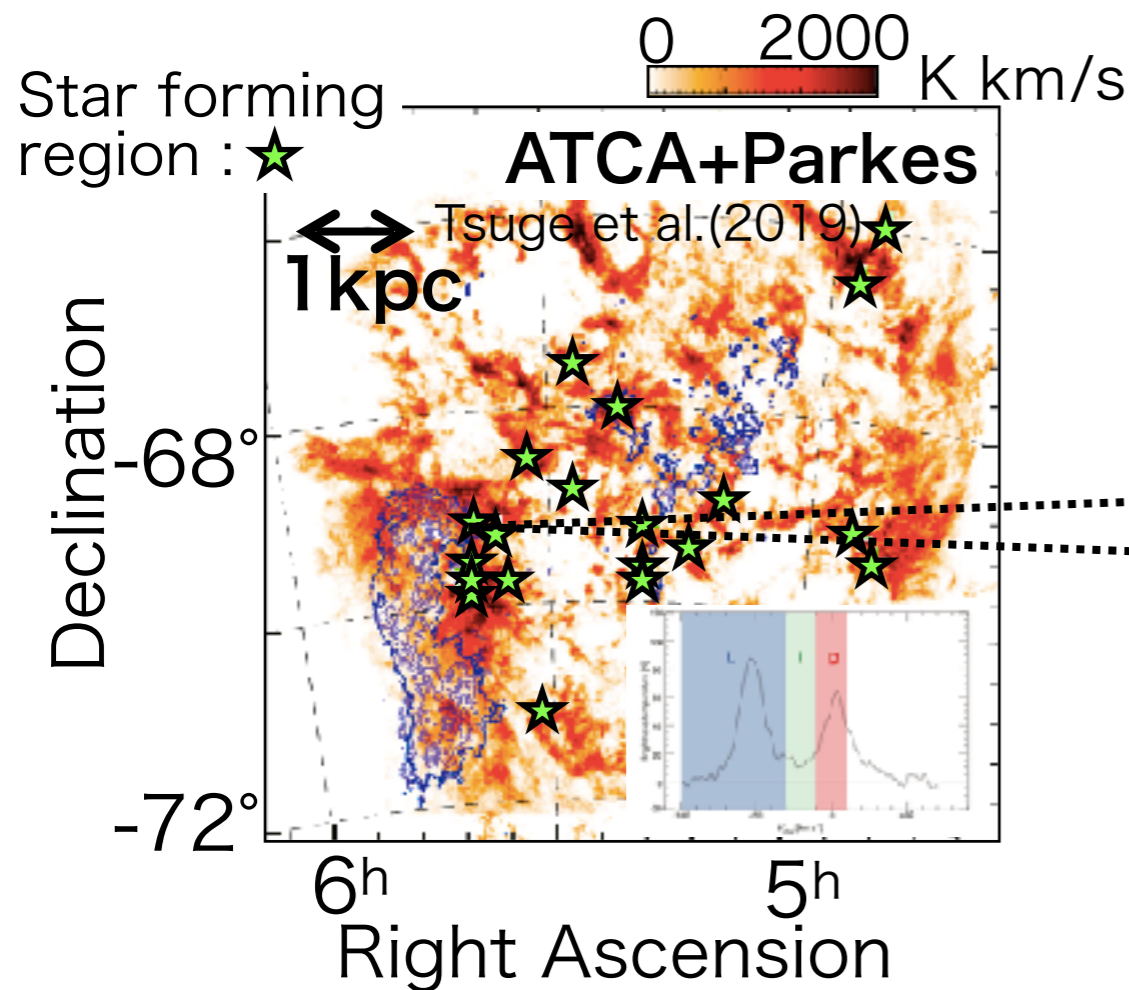 0 2000
K km/s
Star forming
region :
ATCA+Parkes
Tsuge et al.(2019)
1kpc
Declination
-68°
-72°
L I D
6h 5h
Right Ascension